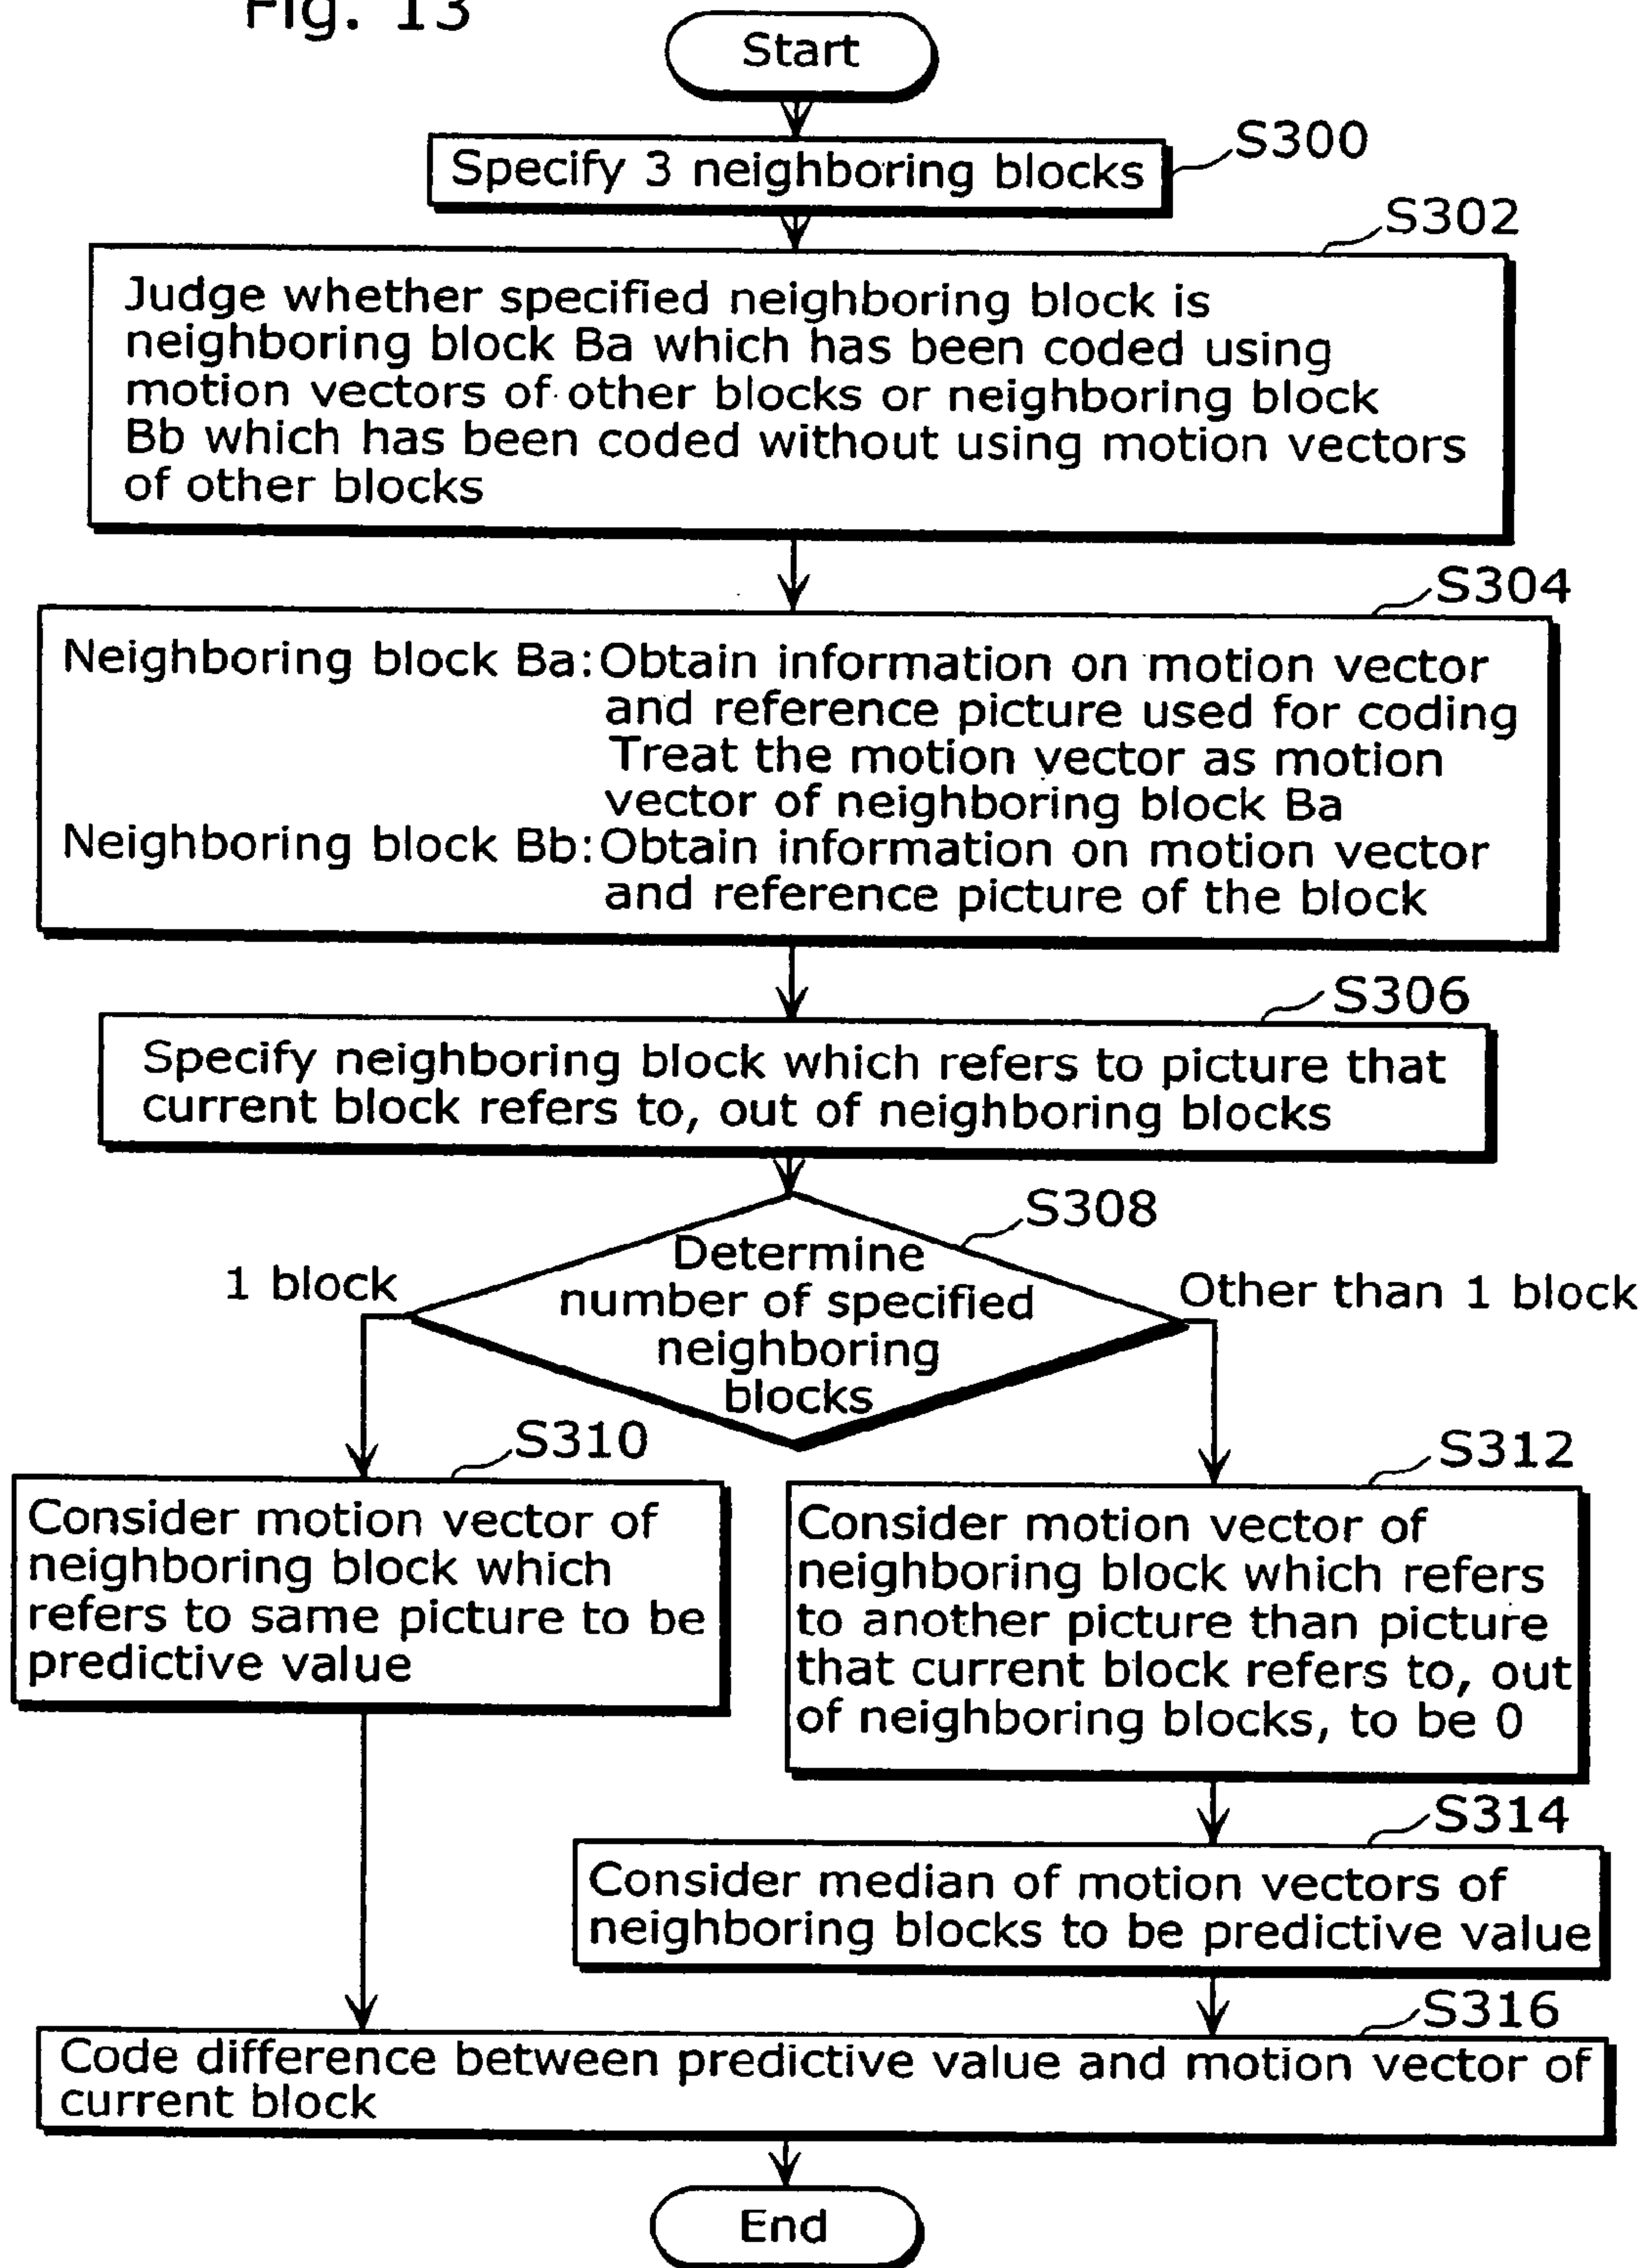 Fig. 13
Start
S300
Specify 3 neighboring blocks
S302
Judge whether specified neighboring block is
neighboring block Ba which has been coded using
motion vectors of other blocks or neighboring block
Bb which has been coded without using motion vectors
of other blocks
S304
Neighboring block Ba:Obtain information on motion vector
and reference picture used for coding
Treat the motion vector as motion
vector of neighboring block Ba
Neighboring block Bb:Obtain information on motion vector
and reference picture of the block
S306
Specify neighboring block which refers to picture that
current block refers to, out of neighboring blocks
S308
Determine
number of specified
neighboring
blocks
1 block
Other than 1 block
S310
Consider motion vector of
neighboring block which
refers to same picture to be
predictive value
S312
Consider motion vector of
neighboring block which refers
to another picture than picture
that current block refers to, out
of neighboring blocks, to be 0
S314
Consider median of motion vectors of
neighboring blocks to be predictive value
S316
Code difference between predictive value and motion vector of
current block
End